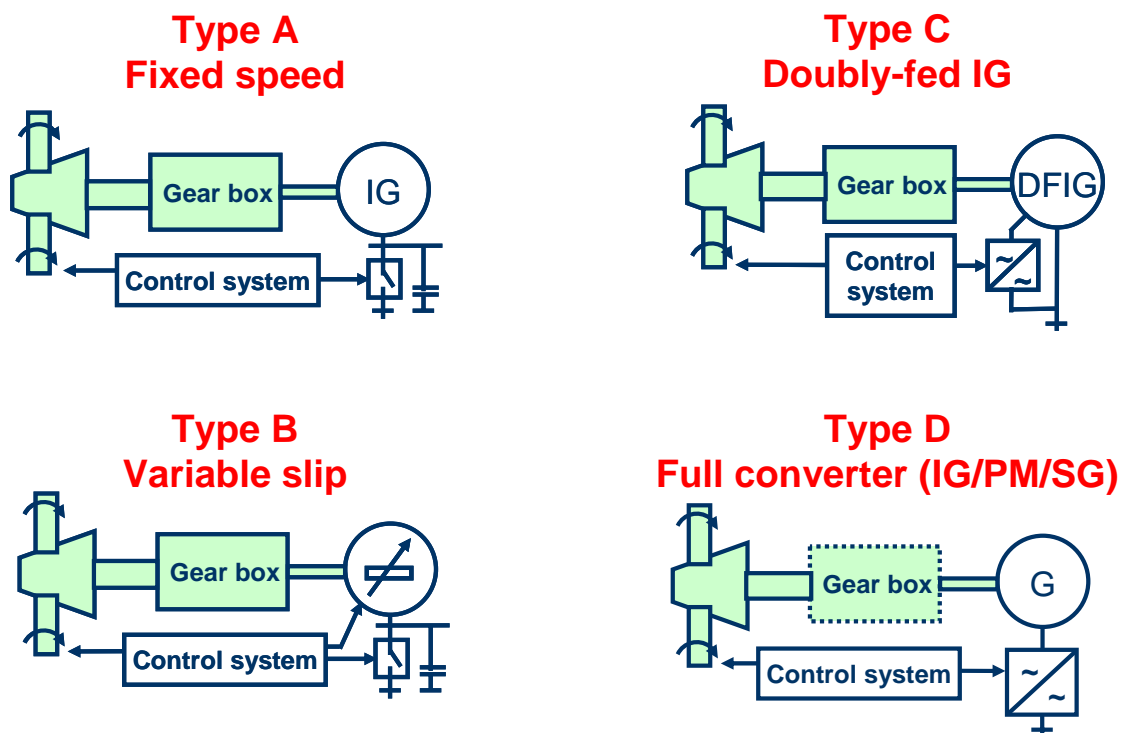 Type A
Fixed speed
Gear box
IG
Control system
Type C
Doubly-fed IG
Gear box
DFIG
Control
system
~
~
Type B
Variable slip
Gear box
Control system
Type D
Full converter (IG/PM/SG)
Gear box
G
Control system
~
~